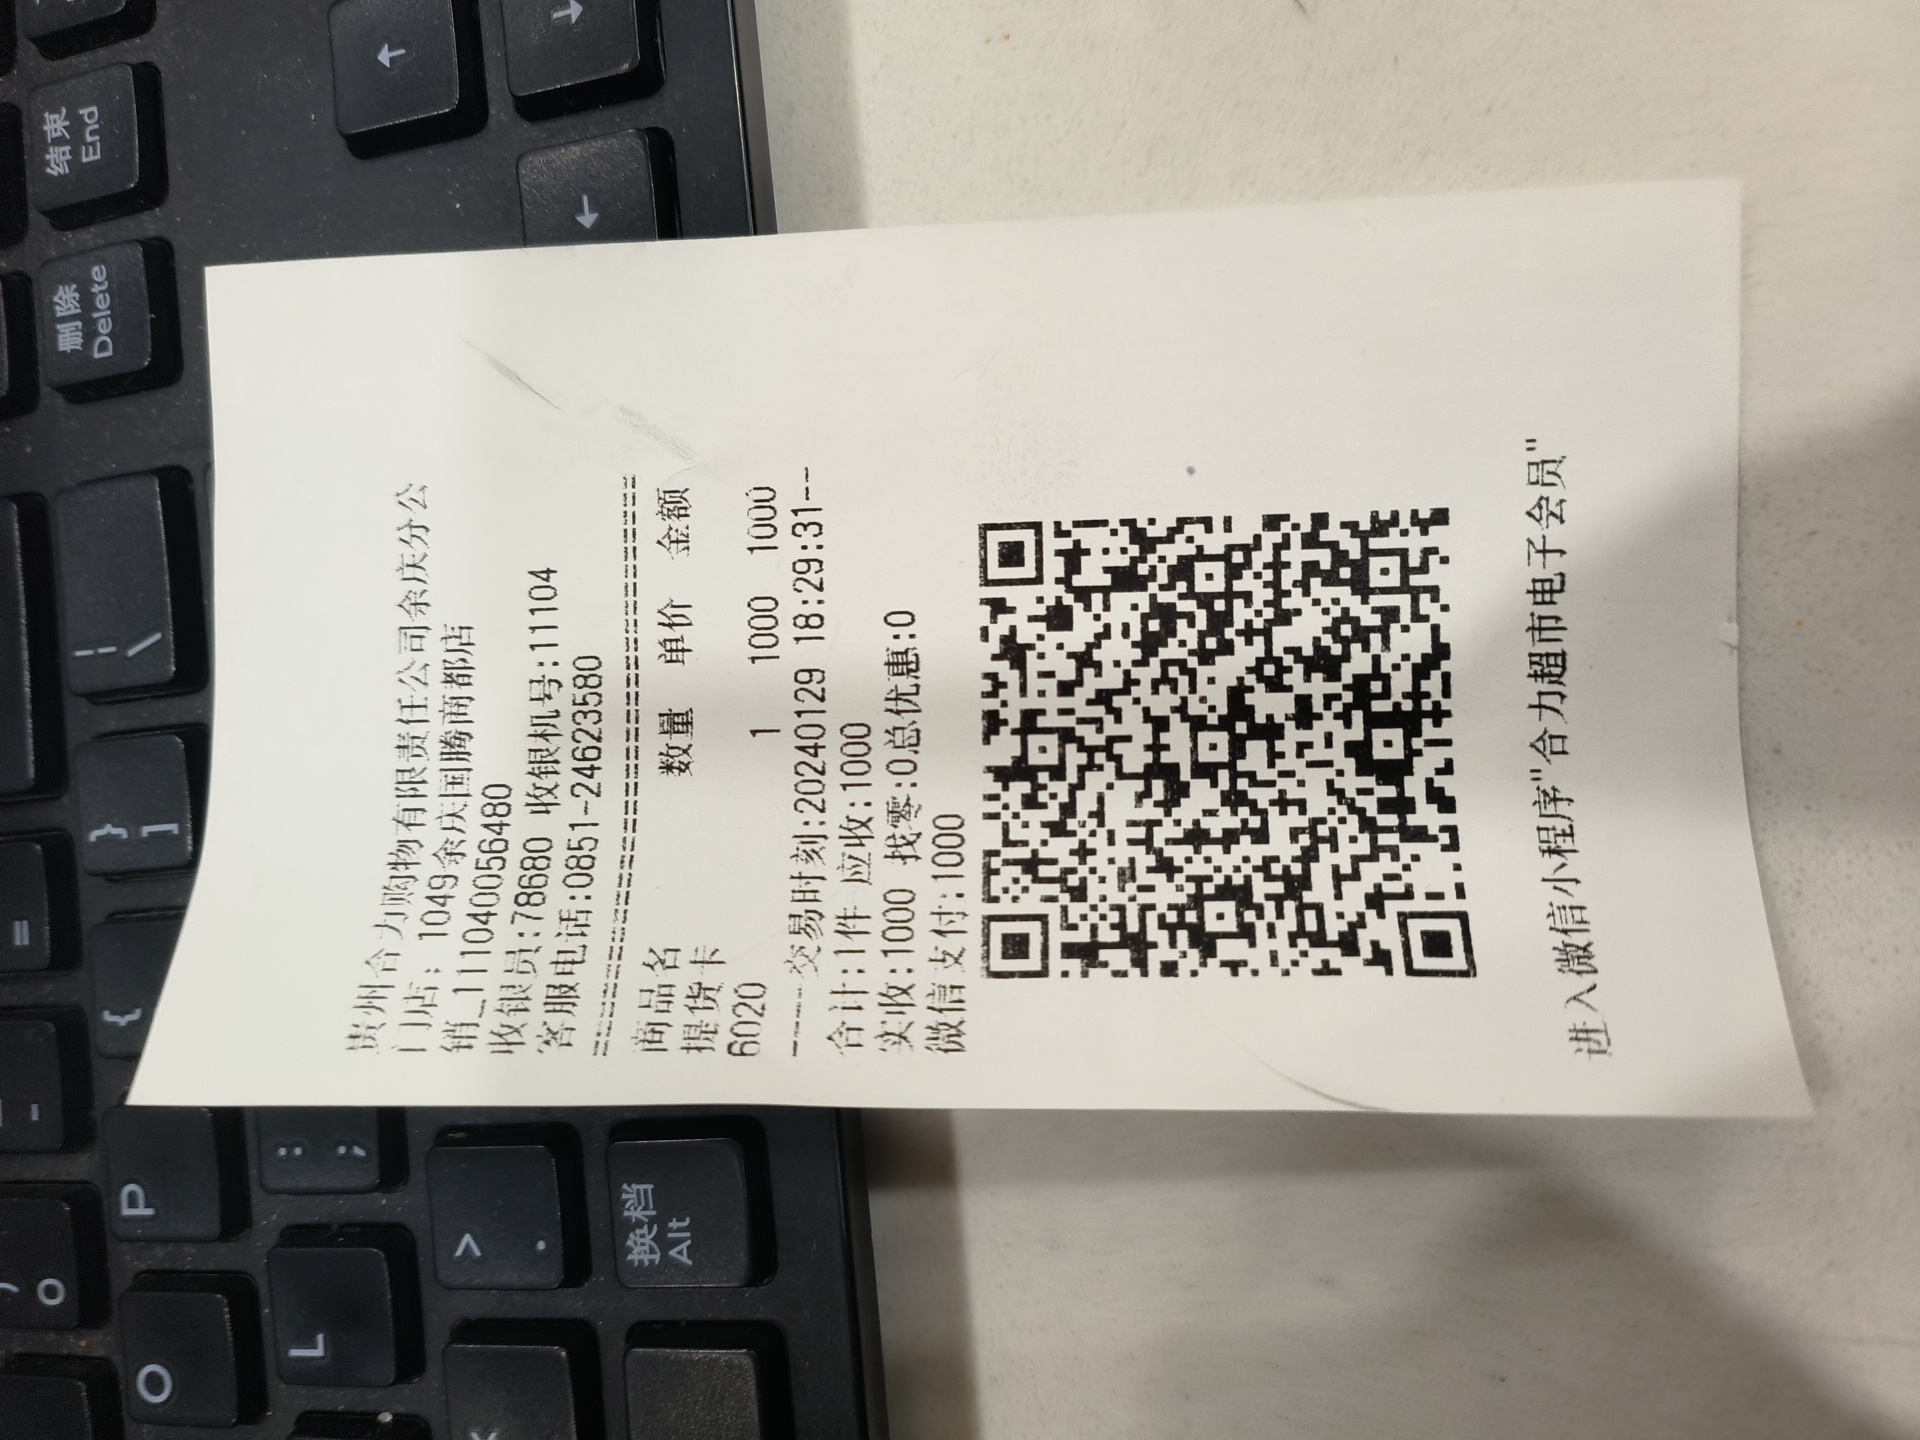 贵州合力购物有限责任公司余庆分公
门店: 1049余庆国腾商都店
销_1110400056480
收银员:78680 收银机号:11104
客服电话:0851-24623580
商品名 数量 单价 金额
提货卡
6020 1 1000 1000
----交易时刻:20240129 18:29:31--
合计:1件 应收:1000
实收:1000 找零:0总优惠:0
微信支付:1000
进入微信小程序"合力超市电子会员"
结束
End
删除
Delete
|
\
}
]
=
{
-
P
:
;
>
.
换档
Alt
O
L